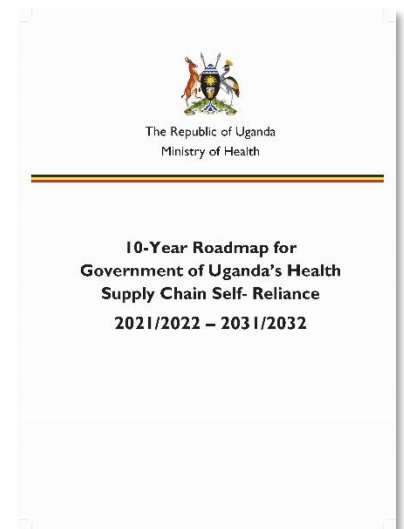 The Republic of Uganda
Ministry of Health
10-Year Roadmap for
Government of Uganda's Health
Supply Chain Self- Reliance
2021/2022 – 2031/2032